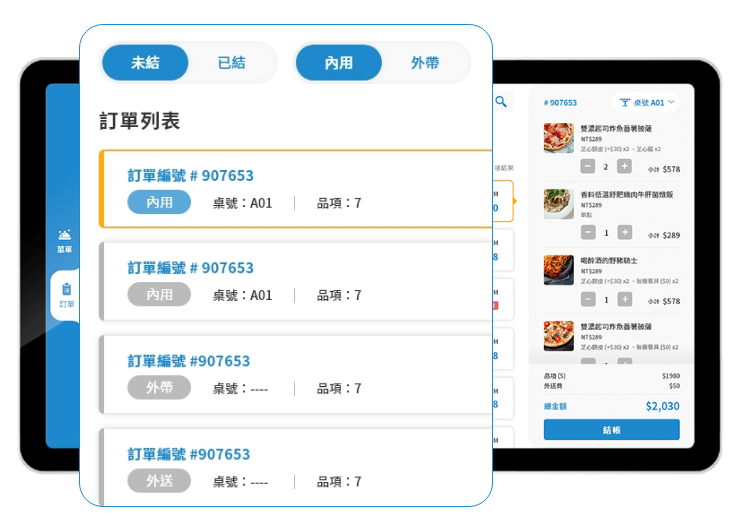 未結
已結
內用
外帶
訂單列表
訂單編號 # 907653
內用
桌號：A01
品項：7
訂單編號 # 907653
內用
桌號：A01
品項：7
訂單編號 #907653
外帶
桌號：----
品項：7
訂單編號 #907653
外送
桌號：----
品項：7
菜單
訂單
項結果
# 907653
桌號 A01
雙濃起司炸魚薯薯披薩
NT$289
芝心餅皮 (+$30) x2、芝心腸 x3
2
小計 $578
香料低溫舒肥雞肉牛肝菌燉飯
NT$289
單點
1
小計 $289
喝醉酒的野豬騎士
NT$289
芝心餅皮 (+$30) x2、無需餐具 ($0) x2
1
小計 $578
雙濃起司炸魚薯薯披薩
NT$289
芝心餅皮 (+$30) x2、無需餐具 ($0) x2
品項 (5)
$1980
外送費
$50
總金額
$2,030
結帳